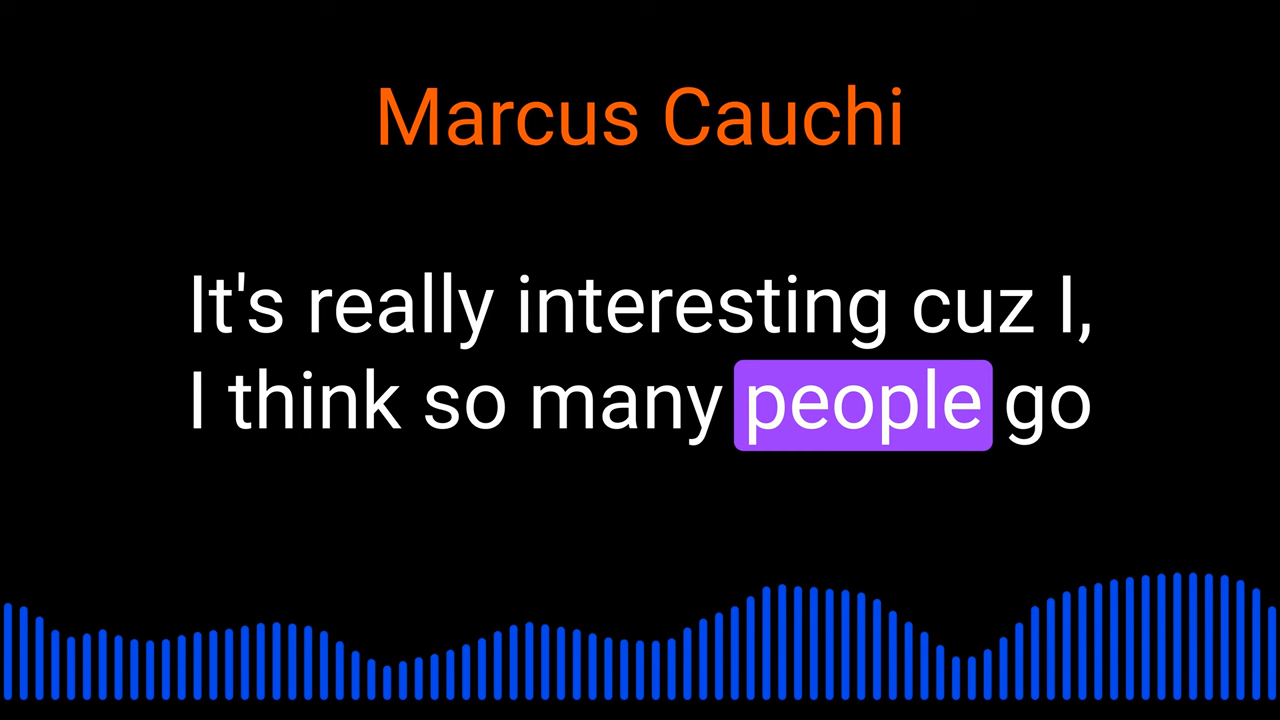 Marcus Cauchi
It's really interesting cuz I,
I think so many people go